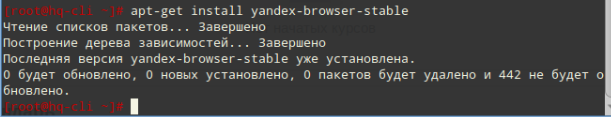 [root@hq-cli ~]# apt-get install yandex-browser-stable
Чтение списков пакетов... Завершено
Построение дерева зависимостей... Завершено
Последняя версия yandex-browser-stable уже установлена.
0 будет обновлено, 0 новых установлено, 0 пакетов будет удалено и 442 не будет о
бновлено.
[root@hq-cli ~]#